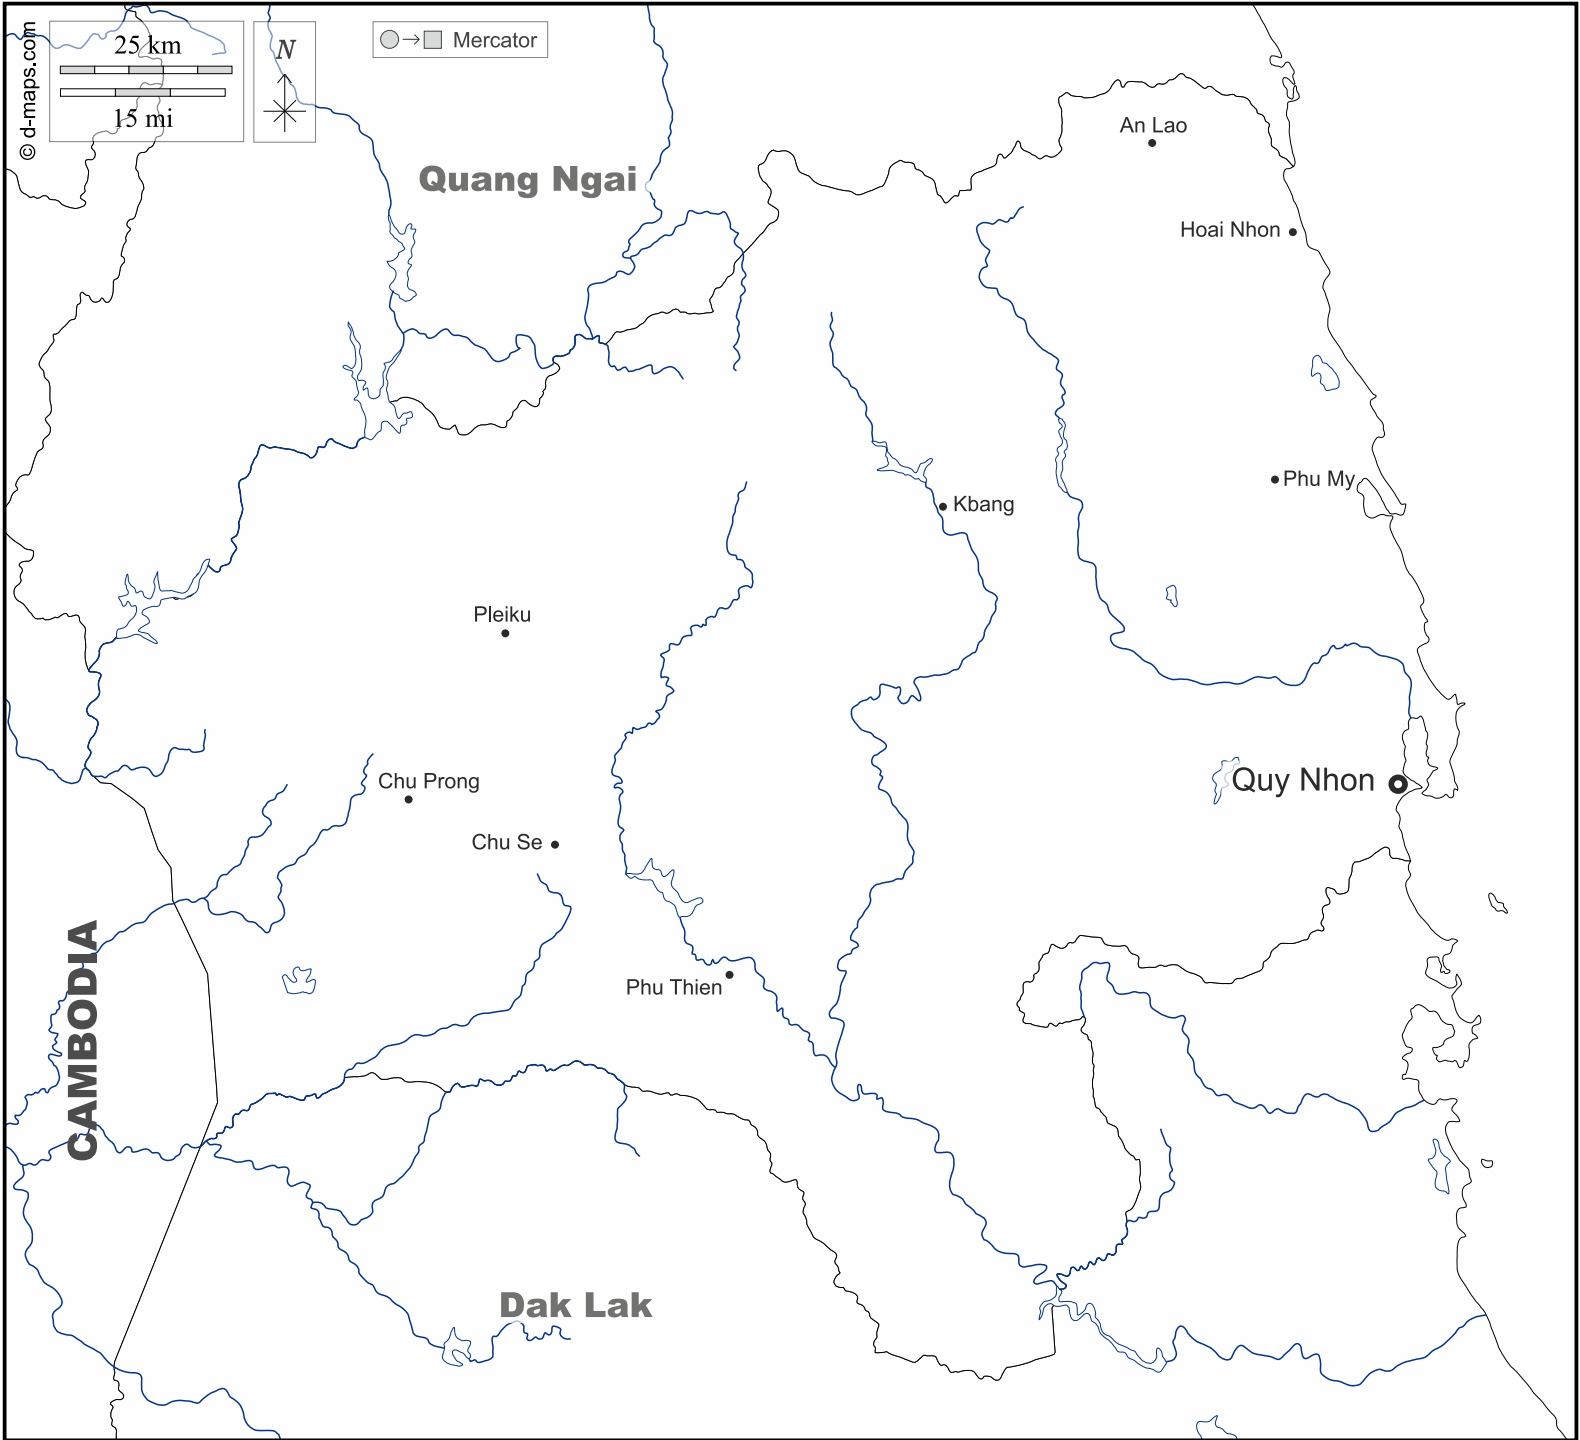 © d-maps.com
25 km
15 mi
N
Mercator
Quang Ngai
An Lao
Hoai Nhon
Phu My
Kbang
Pleiku
Chu Prong
Quy Nhon
Chu Se
Phu Thien
CAMBODIA
Dak Lak